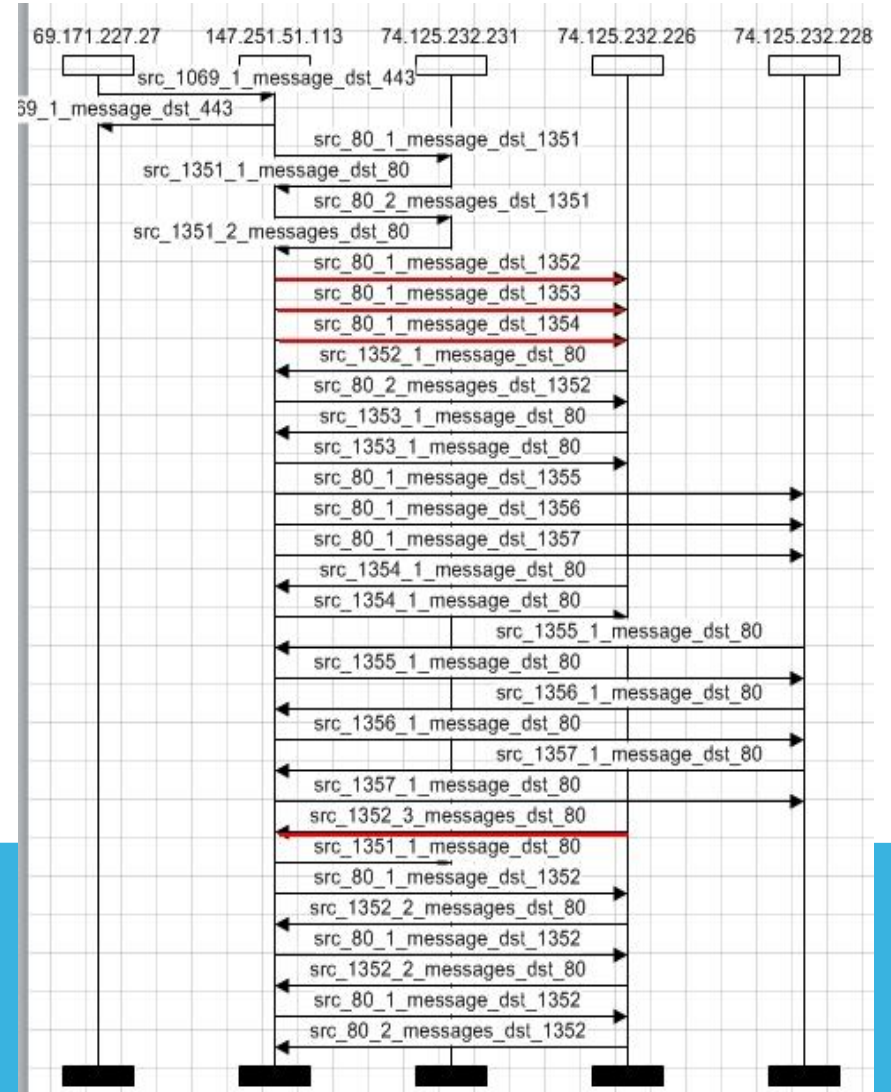 69.171.227.27 147.251.51.113 74.125.232.231 74.125.232.226 74.125.232.228
src_1069_1_message_dst_443
69_1_message_dst_443
src_80_1_message_dst_1351
src_1351_1_message_dst_80
src_80_2_messages_dst_1351
src_1351_2_messages_dst_80
src_80_1_message_dst_1352
src_80_1_message_dst_1353
src_80_1_message_dst_1354
src_1352_1_message_dst_80
src_80_2_messages_dst_1352
src_1353_1_message_dst_80
src_1353_1_message_dst_80
src_80_1_message_dst_1355
src_80_1_message_dst_1356
src_80_1_message_dst_1357
src_1354_1_message_dst_80
src_1354_1_message_dst_80
src_1355_1_message_dst_80
src_1355_1_message_dst_80
src_1356_1_message_dst_80
src_1356_1_message_dst_80
src_1357_1_message_dst_80
src_1357_1_message_dst_80
src_1352_3_messages_dst_80
src_1351_1_message_dst_80
src_80_1_message_dst_1352
src_1352_2_messages_dst_80
src_80_1_message_dst_1352
src_1352_2_messages_dst_80
src_80_1_message_dst_1352
src_80_2_messages_dst_1352